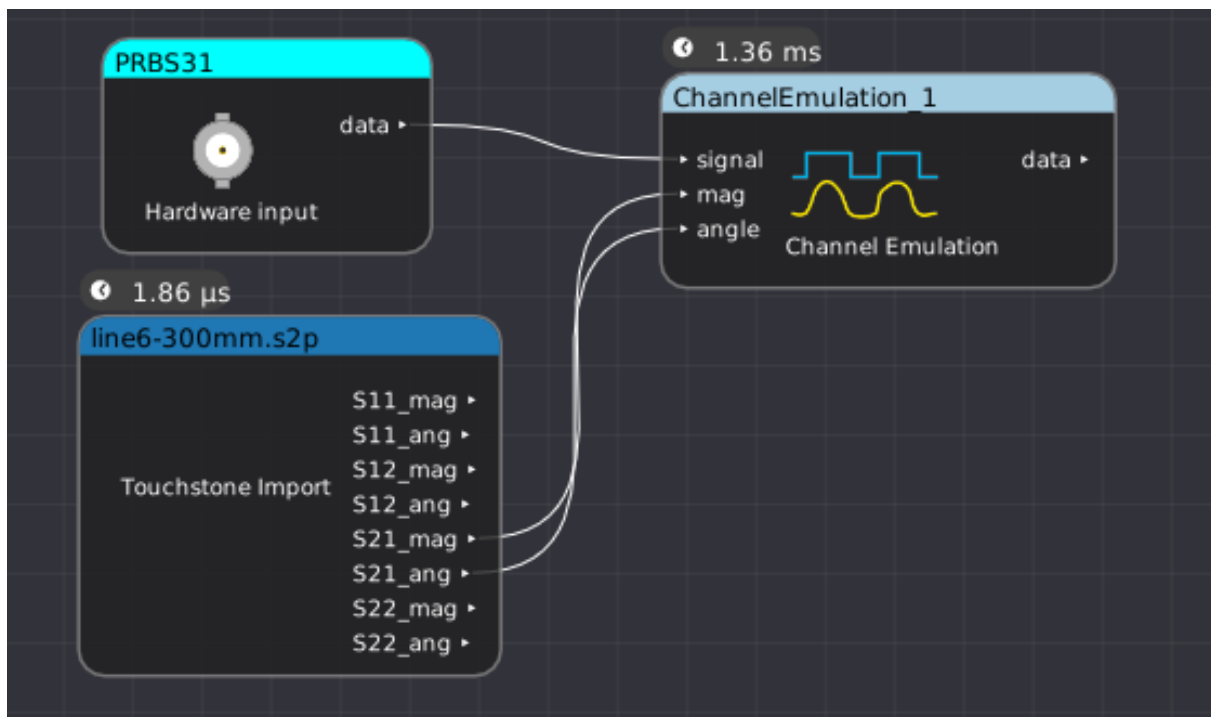 PRBS31
data
Hardware input
1.36 ms
ChannelEmulation_1
signal
data
mag
angle
Channel Emulation
1.86 μs
line6-300mm.s2p
S11_mag
S11_ang
S12_mag
Touchstone Import
S12_ang
S21_mag
S21_ang
S22_mag
S22_ang